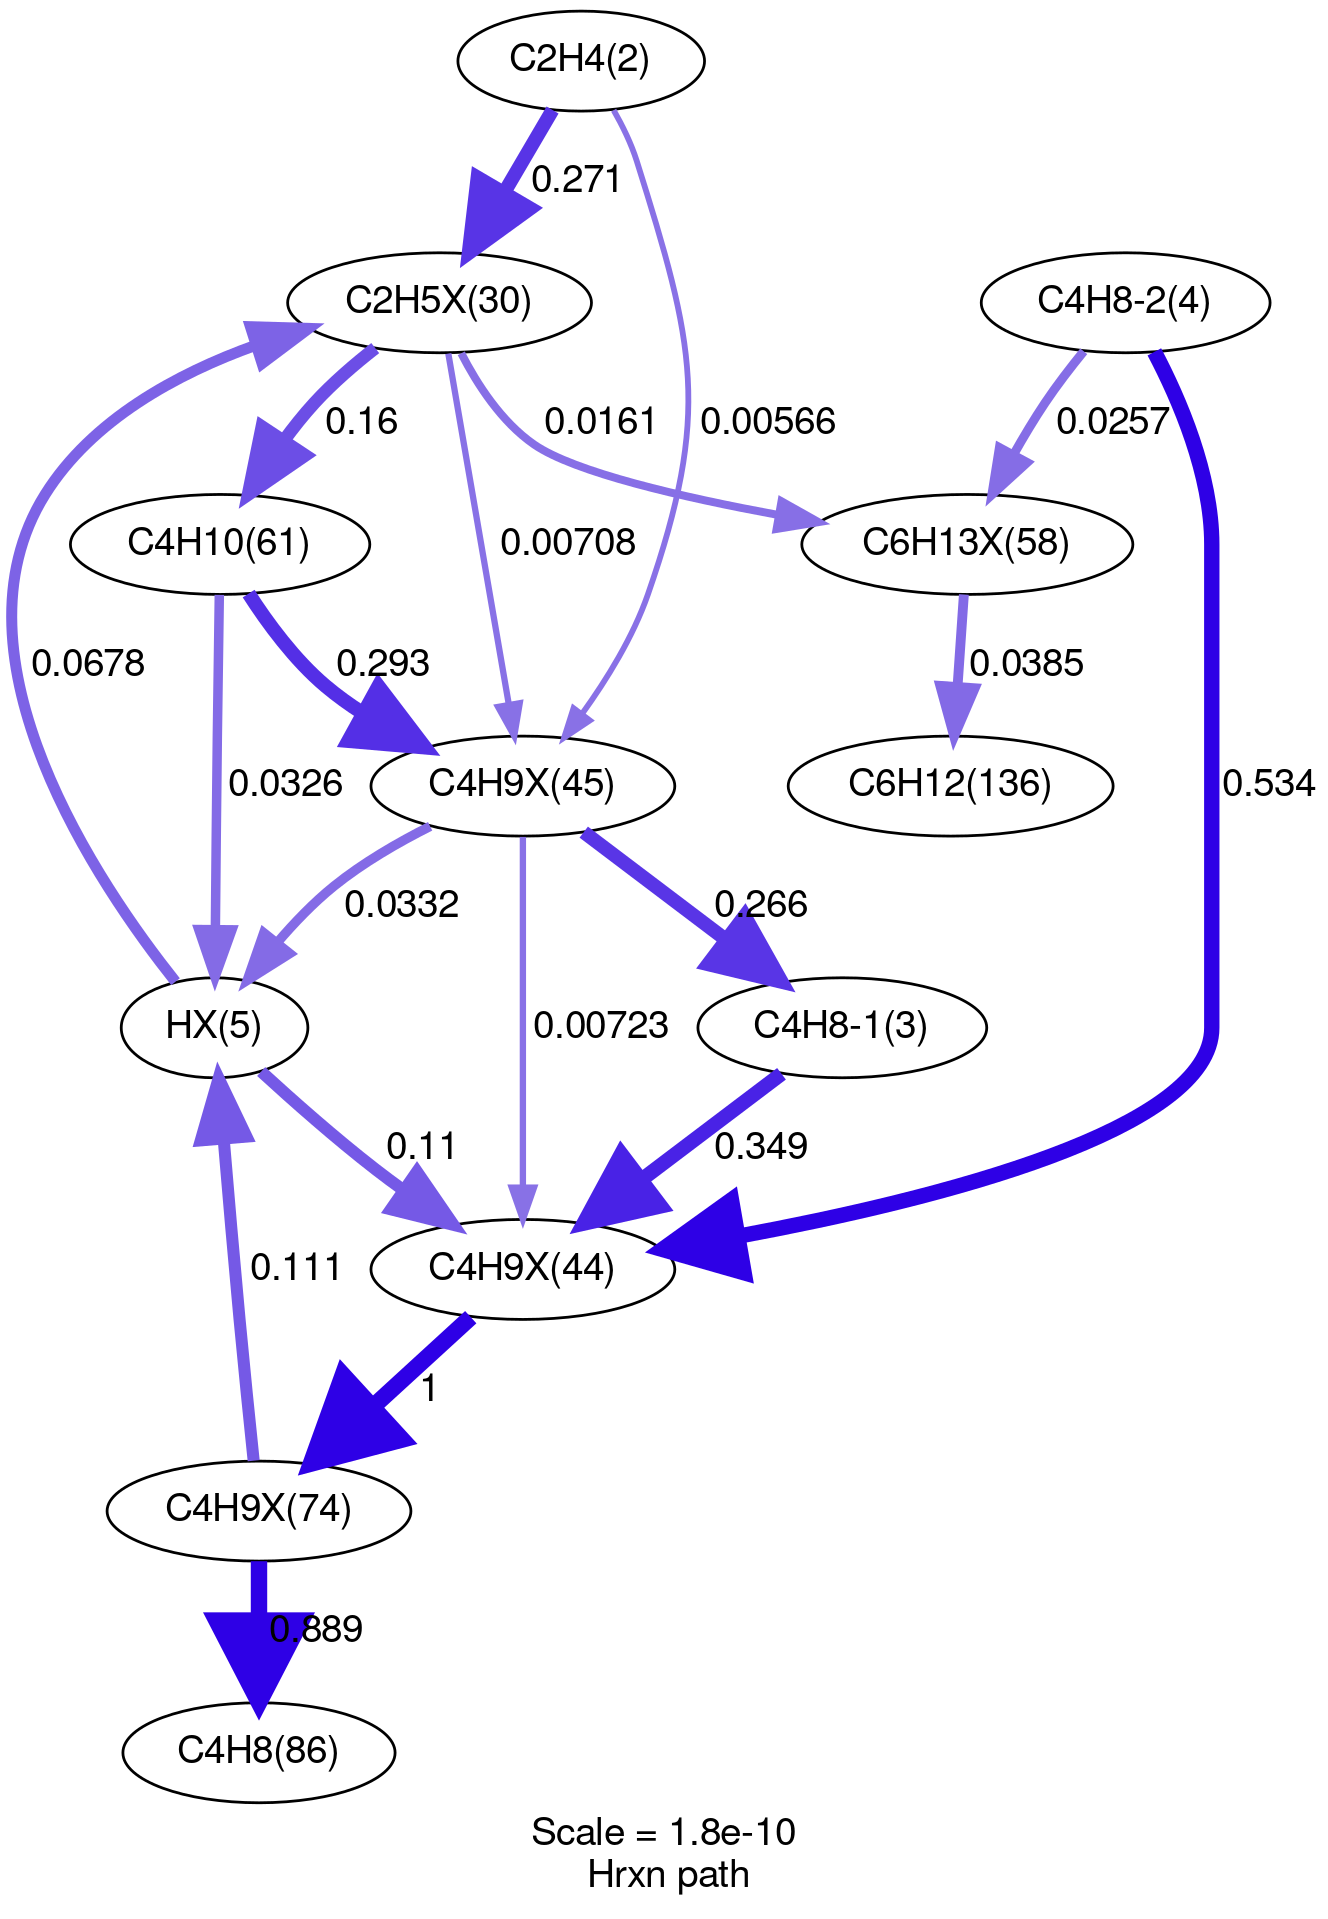 C2H4(2)
0.271
C2H5X(30)
C4H8-2(4)
0.16
0.0161
0.00566
0.0257
C4H10(61)
0.00708
C6H13X(58)
0.0678
0.293
0.0385
0.0326
C4H9X(45)
C6H12(136)
0.534
0.0332
0.266
HX(5)
0.00723
C4H8-1(3)
0.11
0.349
0.111
C4H9X(44)
1
C4H9X(74)
0.889
C4H8(86)
Scale = 1.8e-10
Hrxn path